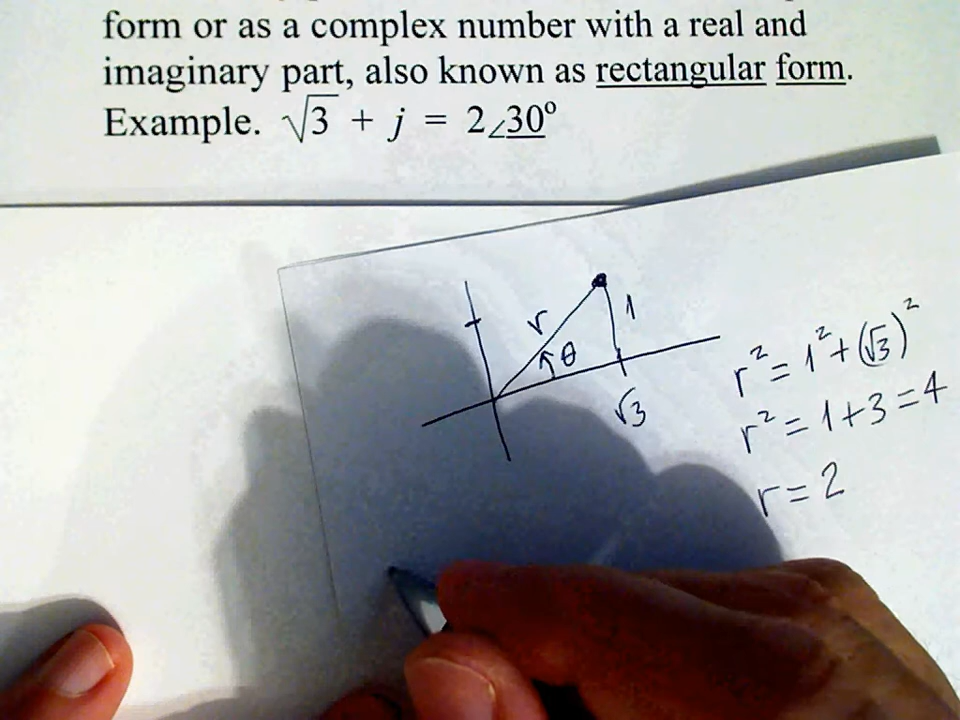 form or as a complex number with a real and
imaginary part, also known as rectangular form.
Example. √3 + j = 2∠30º
r
1
θ
√3
r² = 1² + (√3)²
r² = 1 + 3 = 4
r = 2